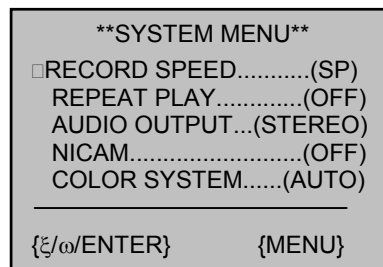 **SYSTEM MENU**
□RECORD SPEED...........(SP)
REPEAT PLAY.............(OFF)
AUDIO OUTPUT...(STEREO)
NICAM..........................(OFF)
COLOR SYSTEM......(AUTO)
{ξ/ω/ENTER} {MENU}